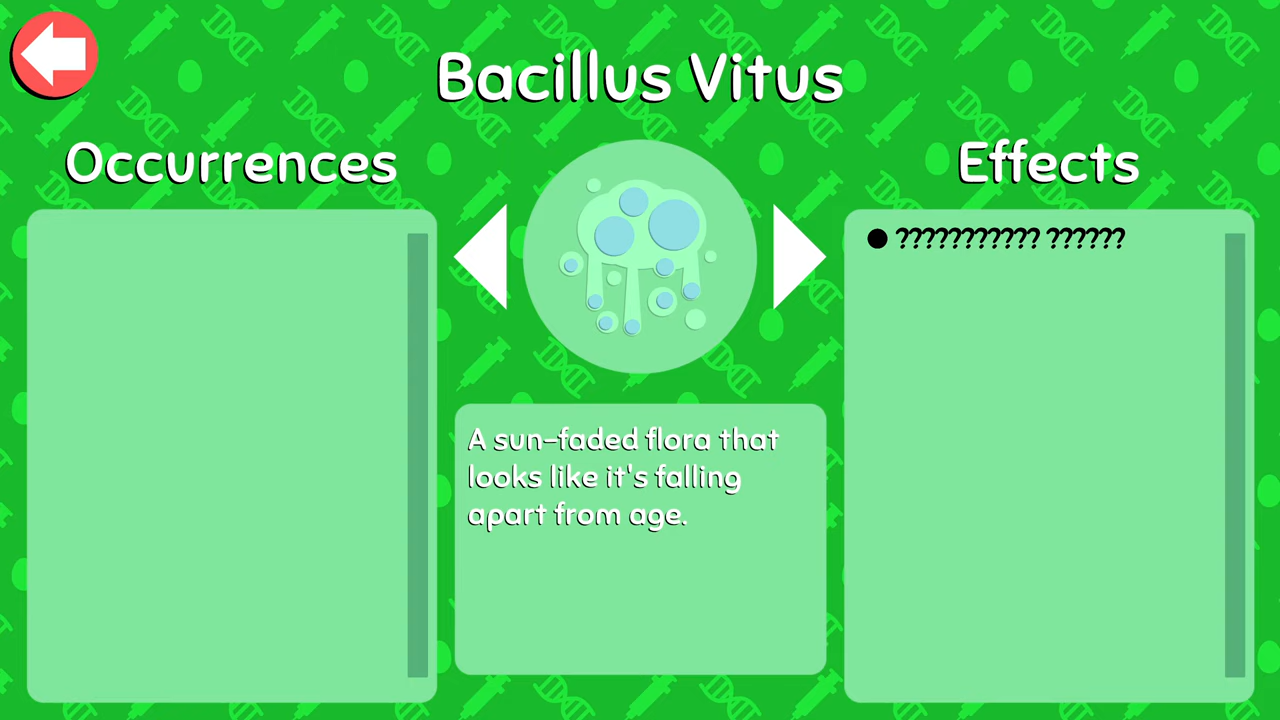 Bacillus Vitus
Occurrences
Effects
● ??????????? ??????
A sun-faded flora that
looks like it's falling
apart from age.